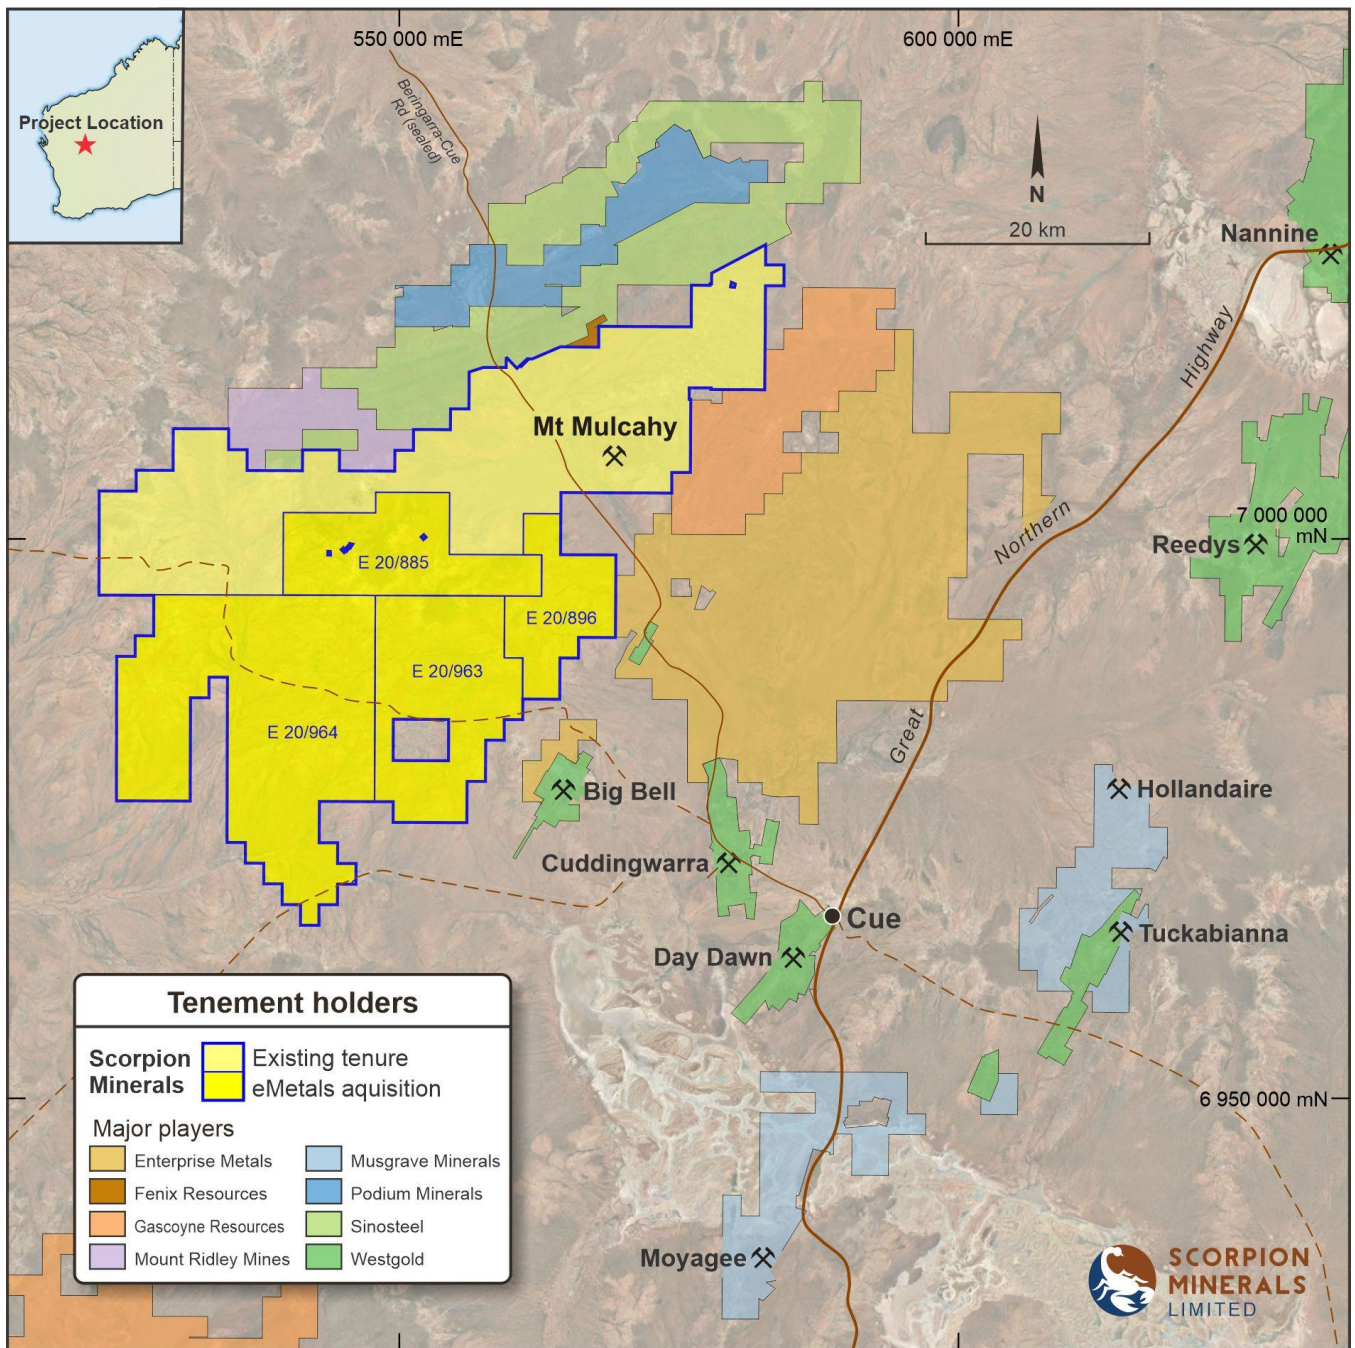 550 000 mE
600 000 mE
Project Location
Beringarra-Cue
Rd (sealed)
N
20 km
Nannine
Highway
Mt Mulcahy
7 000 000
mN
Northern
Reedys
E 20/885
E 20/896
E 20/963
E 20/964
Great
Big Bell
Hollandaire
Cuddingwarra
Cue
Tuckabianna
Day Dawn
Tenement holders
Scorpion
Minerals
Existing tenure
eMetals aquisition
Major players
Enterprise Metals
Fenix Resources
Gascoyne Resources
Mount Ridley Mines
Musgrave Minerals
Podium Minerals
Sinosteel
Westgold
6 950 000 mN
Moyagee
SCORPION
MINERALS
LIMITED